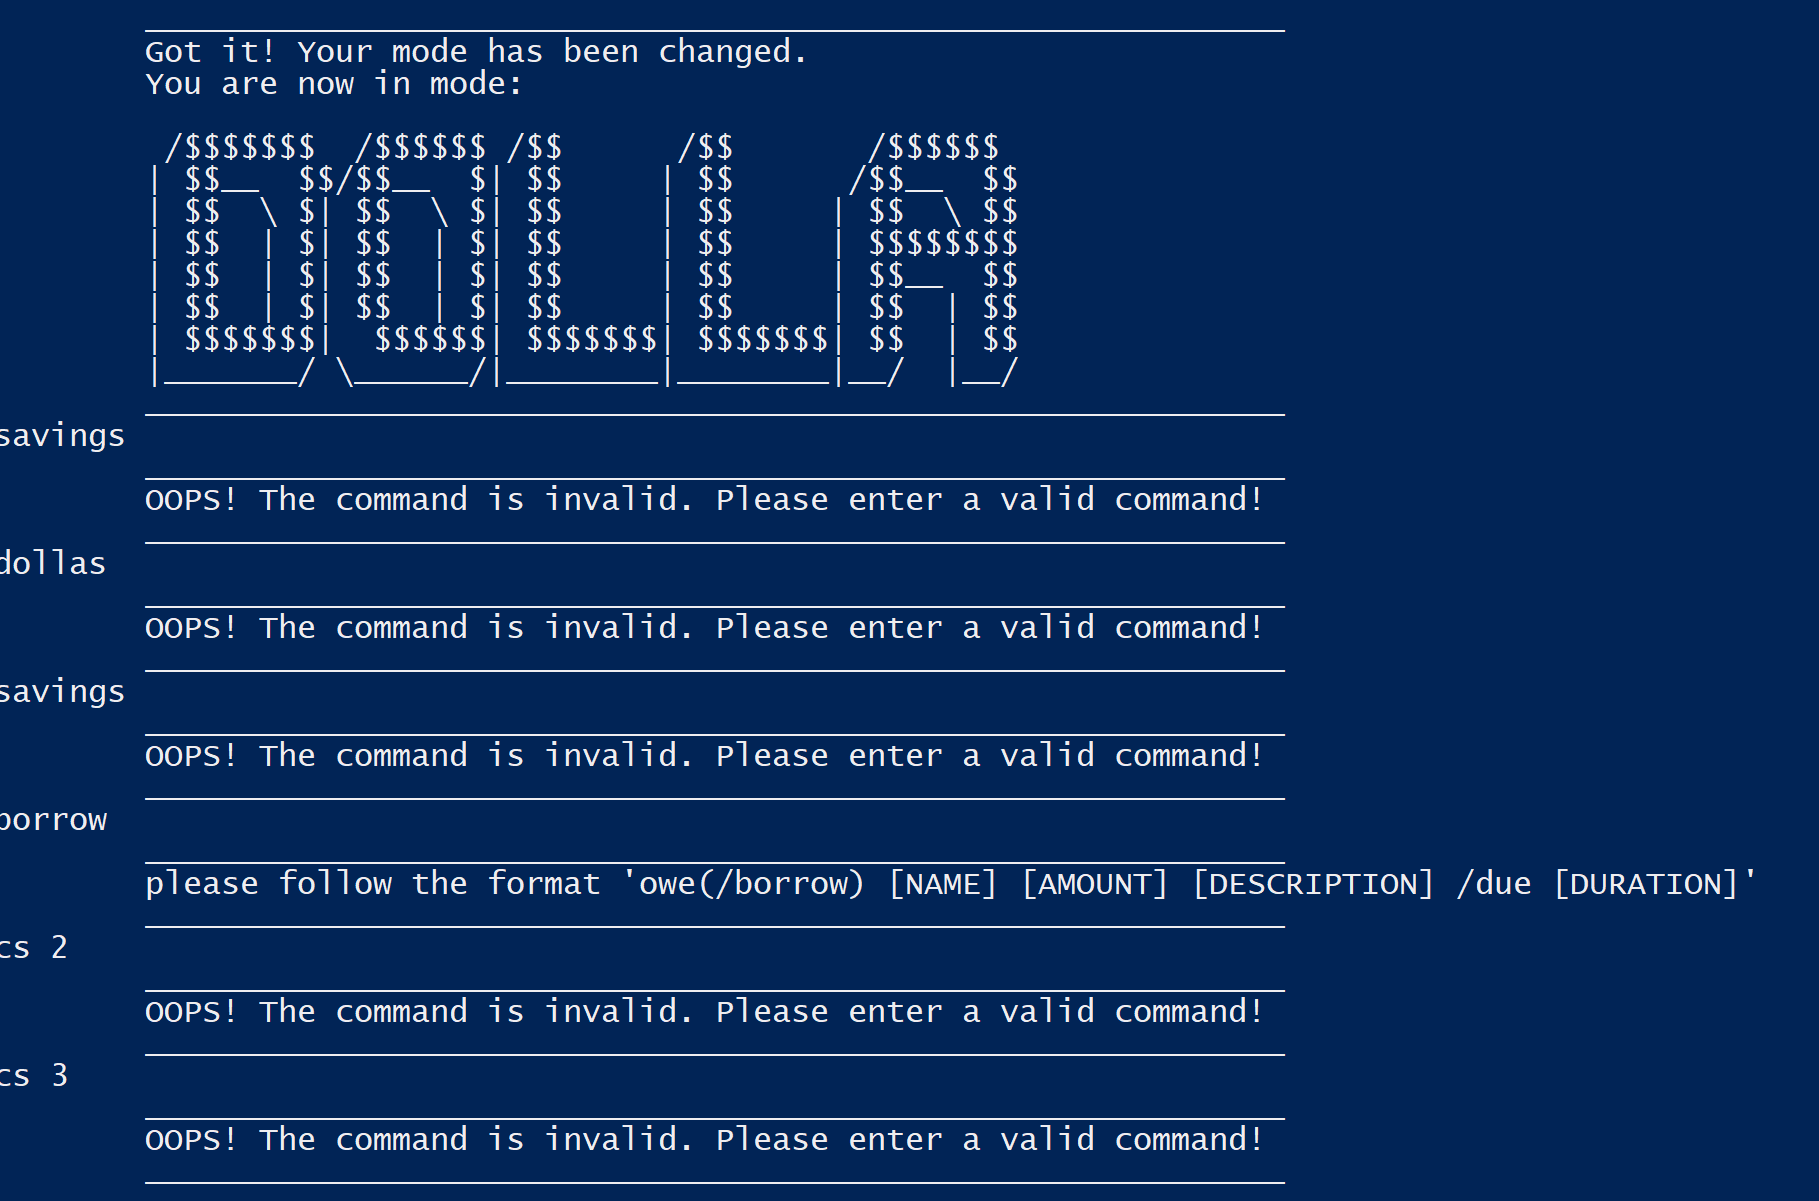 Got it! Your mode has been changed.
You are now in mode:
 /$$$$$$$  /$$$$$$ /$$      /$$       /$$$$$$
| $$__  $$/$$__  $| $$     | $$      /$$__  $$
| $$  \ $| $$  \ $| $$     | $$     | $$  \ $$
| $$  | $| $$  | $| $$     | $$     | $$$$$$$$
| $$  | $| $$  | $| $$     | $$     | $$__  $$
| $$  | $| $$  | $| $$     | $$     | $$  | $$
| $$$$$$$|  $$$$$$| $$$$$$$| $$$$$$$| $$  | $$
|_______/ \______/|________|________|__/  |__/
savings
OOPS! The command is invalid. Please enter a valid command!
dollas
OOPS! The command is invalid. Please enter a valid command!
savings
OOPS! The command is invalid. Please enter a valid command!
borrow
please follow the format 'owe(/borrow) [NAME] [AMOUNT] [DESCRIPTION] /due [DURATION]'
cs 2
OOPS! The command is invalid. Please enter a valid command!
cs 3
OOPS! The command is invalid. Please enter a valid command!